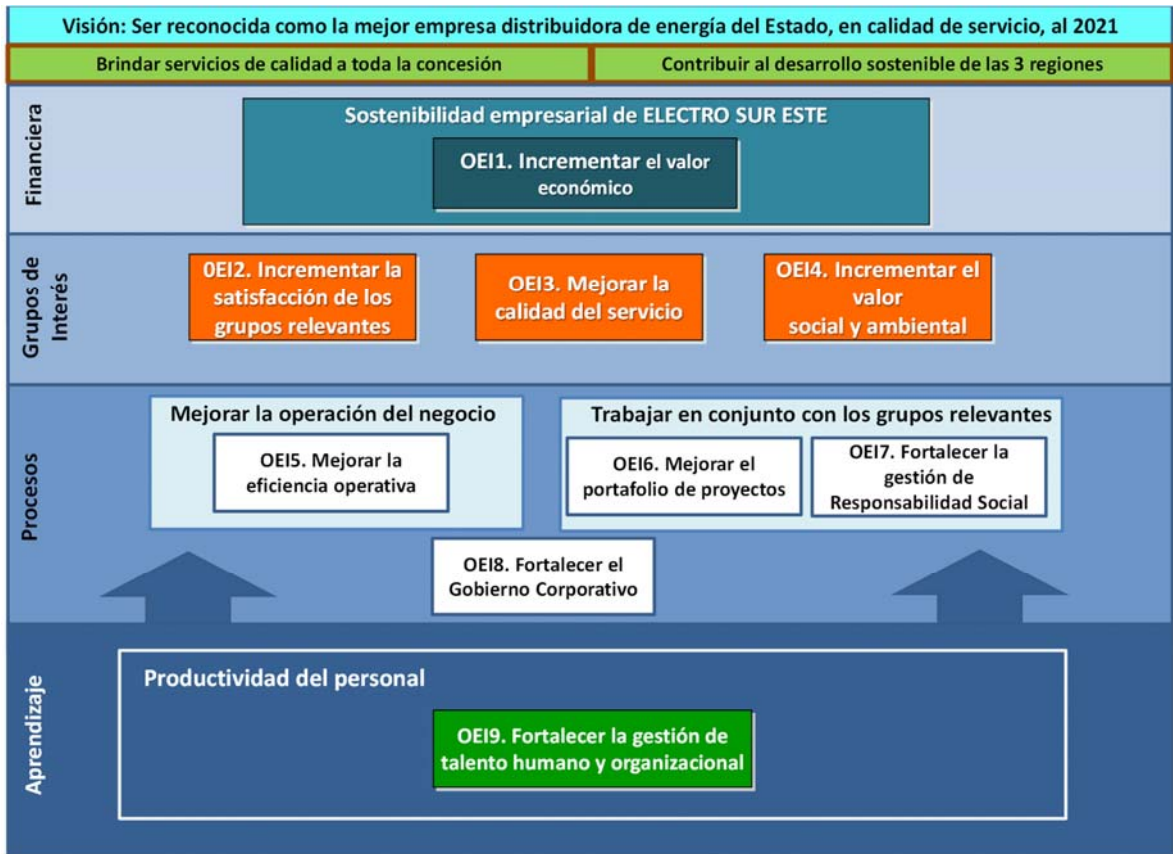 Visión: Ser reconocida como la mejor empresa distribuidora de energía del Estado, en calidad de servicio, al 2021
Brindar servicios de calidad a toda la concesión
Contribuir al desarrollo sostenible de las 3 regiones
Financiera
Sostenibilidad empresarial de ELECTRO SUR ESTE
OEI1. Incrementar el valor
económico
Grupos de
Interés
0EI2. Incrementar la
satisfacción de los
grupos relevantes
OEI3. Mejorar la
calidad del servicio
OEI4. Incrementar el
valor
social y ambiental
Procesos
Mejorar la operación del negocio
OEI5. Mejorar la
eficiencia operativa
Trabajar en conjunto con los grupos relevantes
OEI6. Mejorar el
portafolio de proyectos
OEI7. Fortalecer la
gestión de
Responsabilidad Social
OEI8. Fortalecer el
Gobierno Corporativo
Aprendizaje
Productividad del personal
OEI9. Fortalecer la gestión de
talento humano y organizacional